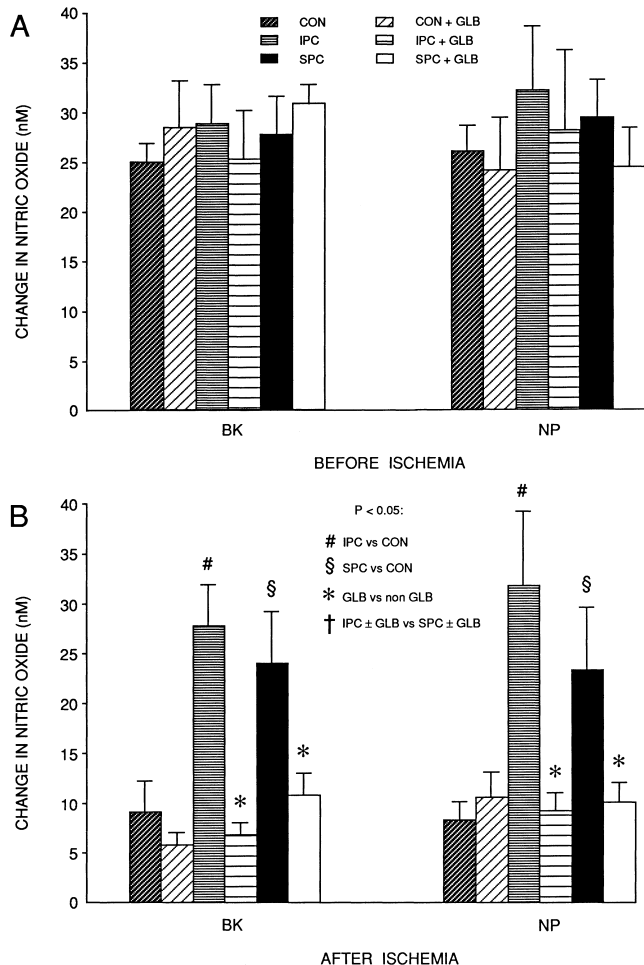 A
CON
CON + GLB
IPC
IPC + GLB
SPC
SPC + GLB
CHANGE IN NITRIC OXIDE (nM)
40
35
30
25
20
15
10
5
0
BK
NP
BEFORE ISCHEMIA
B
P < 0.05:
# IPC vs CON
§ SPC vs CON
* GLB vs non GLB
† IPC ± GLB vs SPC ± GLB
CHANGE IN NITRIC OXIDE (nM)
40
35
30
25
20
15
10
5
0
#
*
§
*
#
*
§
*
BK
NP
AFTER ISCHEMIA